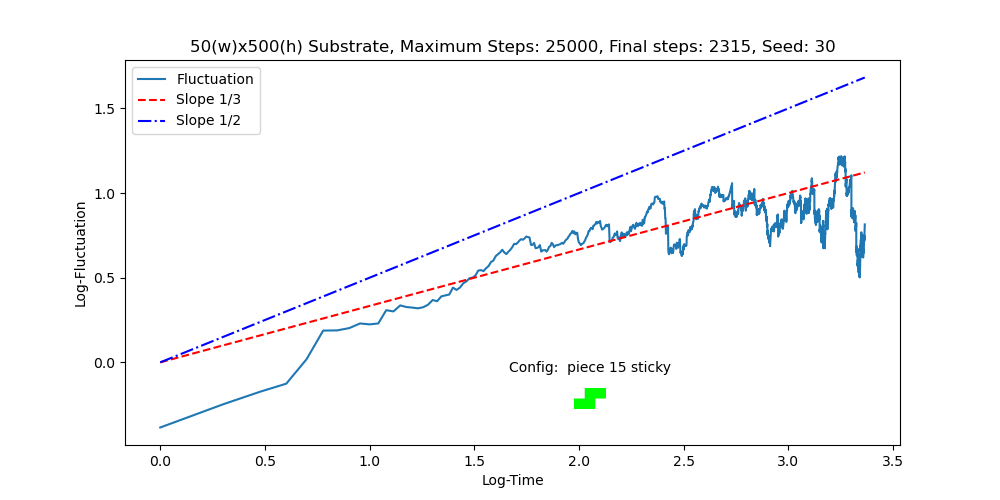 50(w)x500(h) Substrate, Maximum Steps: 25000, Final steps: 2315, Seed: 30
Fluctuation
Slope 1/3
Slope 1/2
1.5
1.0
0.5
0.0
Log-Fluctuation
Config:  piece 15 sticky
0.0 0.5 1.0 1.5 2.0 2.5 3.0 3.5
Log-Time